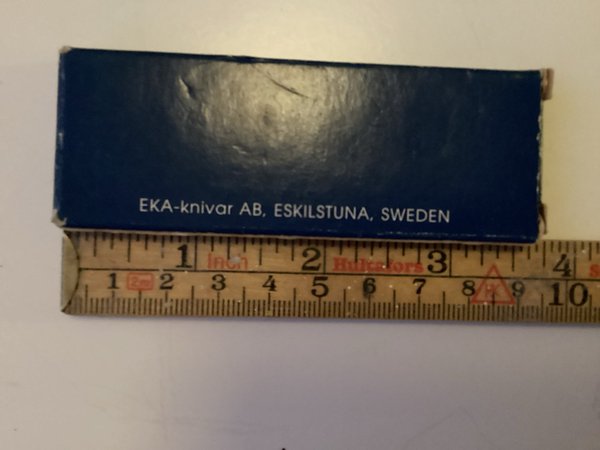 EKA-knivar AB, ESKILSTUNA, SWEDEN
1 inch 2 Hultafors 3 4 S
1 2m 2 3 4 5 6 7 8 9 10